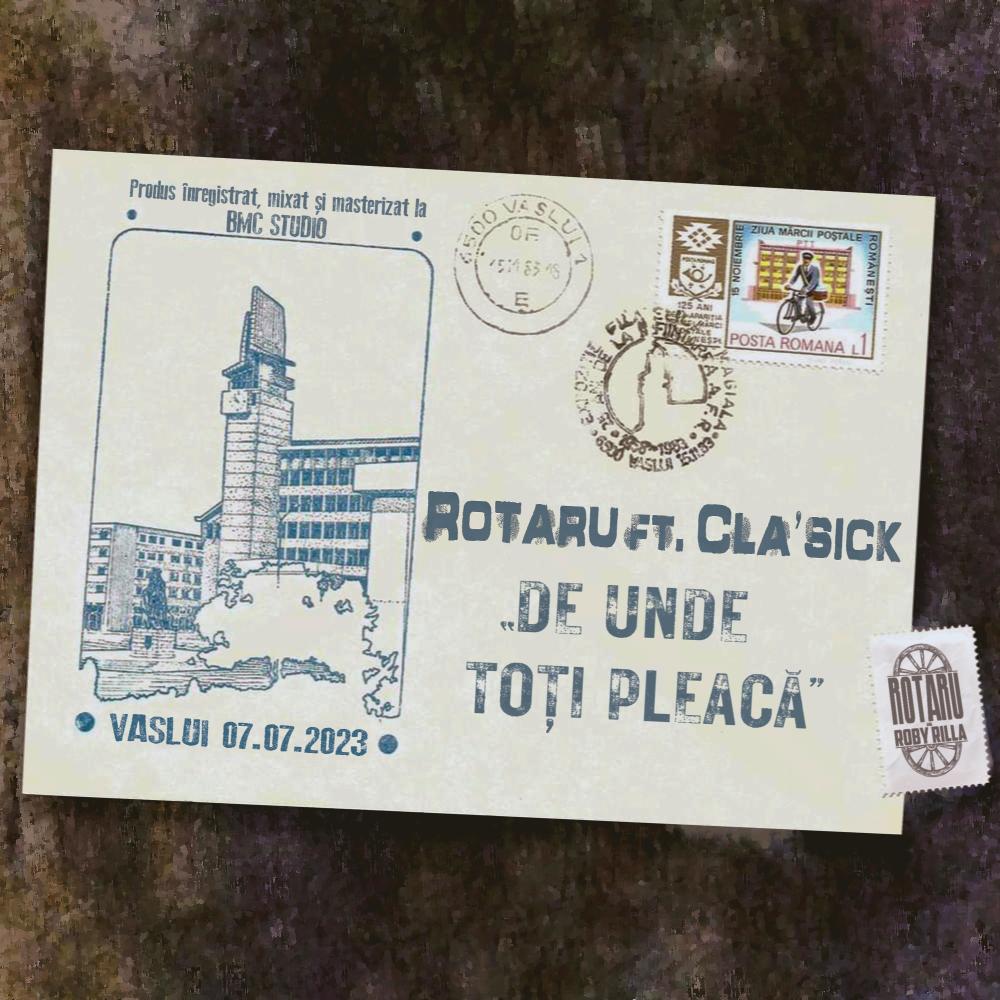 Produs înregistrat, mixat și masterizat la
BMC STUDIO
6500 VASLUI 1
OF.
E
15 NOIEMBRIE
ZIUA MĂRCII POȘTALE
ROMÂNEȘTI
PTT
POSTA ROMANA L1
125 ANI
VASLUI
ROTARU FT. CLA'SICK
„DE UNDE
TOȚI PLEACĂ”
VASLUI 07.07.2023
ROTARU
ROBY RILLA